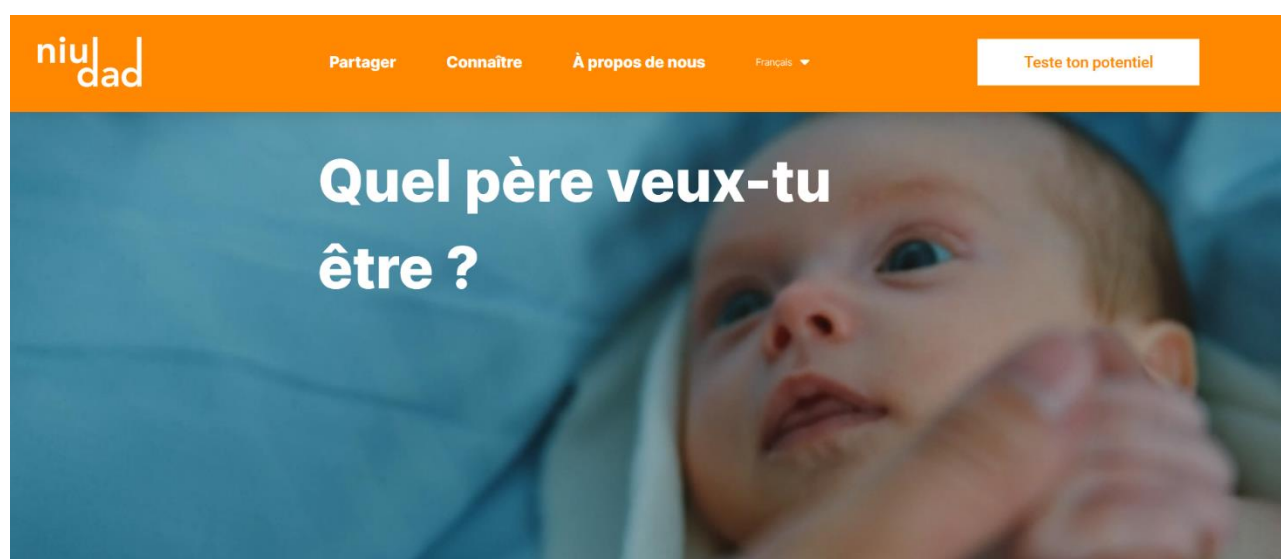 niu
dad
Partager Connaître À propos de nous Français Teste ton potentiel
Quel père veux-tu
être ?